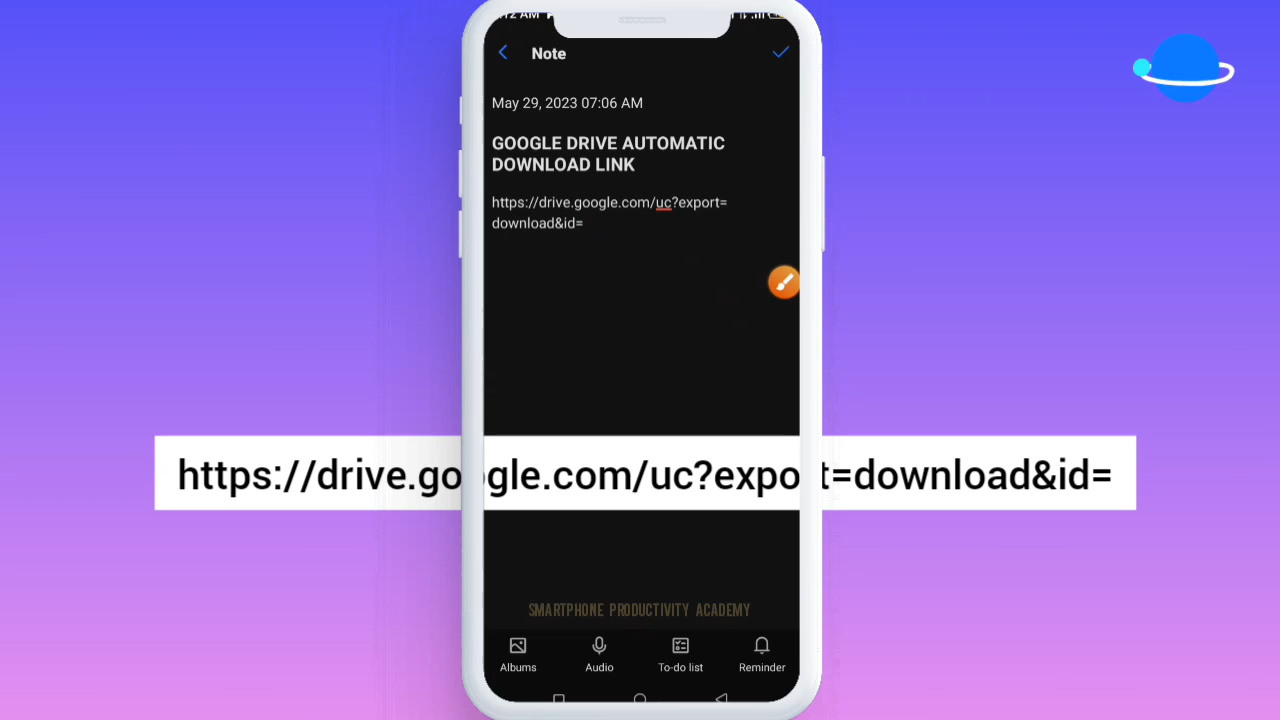 Note
May 29, 2023 07:06 AM
GOOGLE DRIVE AUTOMATIC
DOWNLOAD LINK
https://drive.google.com/uc?export=
download&id=
https://drive.google.com/uc?export=download&id=
SMARTPHONE PRODUCTIVITY ACADEMY
Albums Audio To-do list Reminder